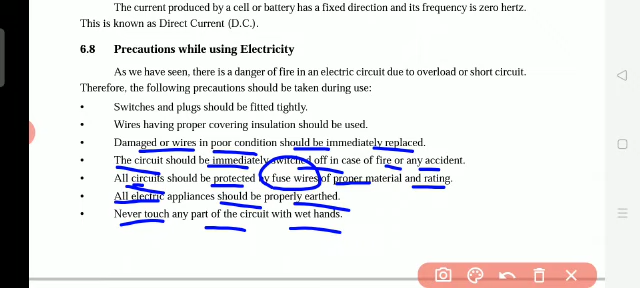 The current produced by a cell or battery has a fixed direction and its frequency is zero hertz.
This is known as Direct Current (D.C.).
6.8 Precautions while using Electricity
As we have seen, there is a danger of fire in an electric circuit due to overload or short circuit.
Therefore, the following precautions should be taken during use:
• Switches and plugs should be fitted tightly.
• Wires having proper covering insulation should be used.
• Damaged or wires in poor condition should be immediately replaced.
• The circuit should be immediately switched off in case of fire or any accident.
• All circuits should be protected by fuse wires of proper material and rating.
• All electric appliances should be properly earthed.
• Never touch any part of the circuit with wet hands.